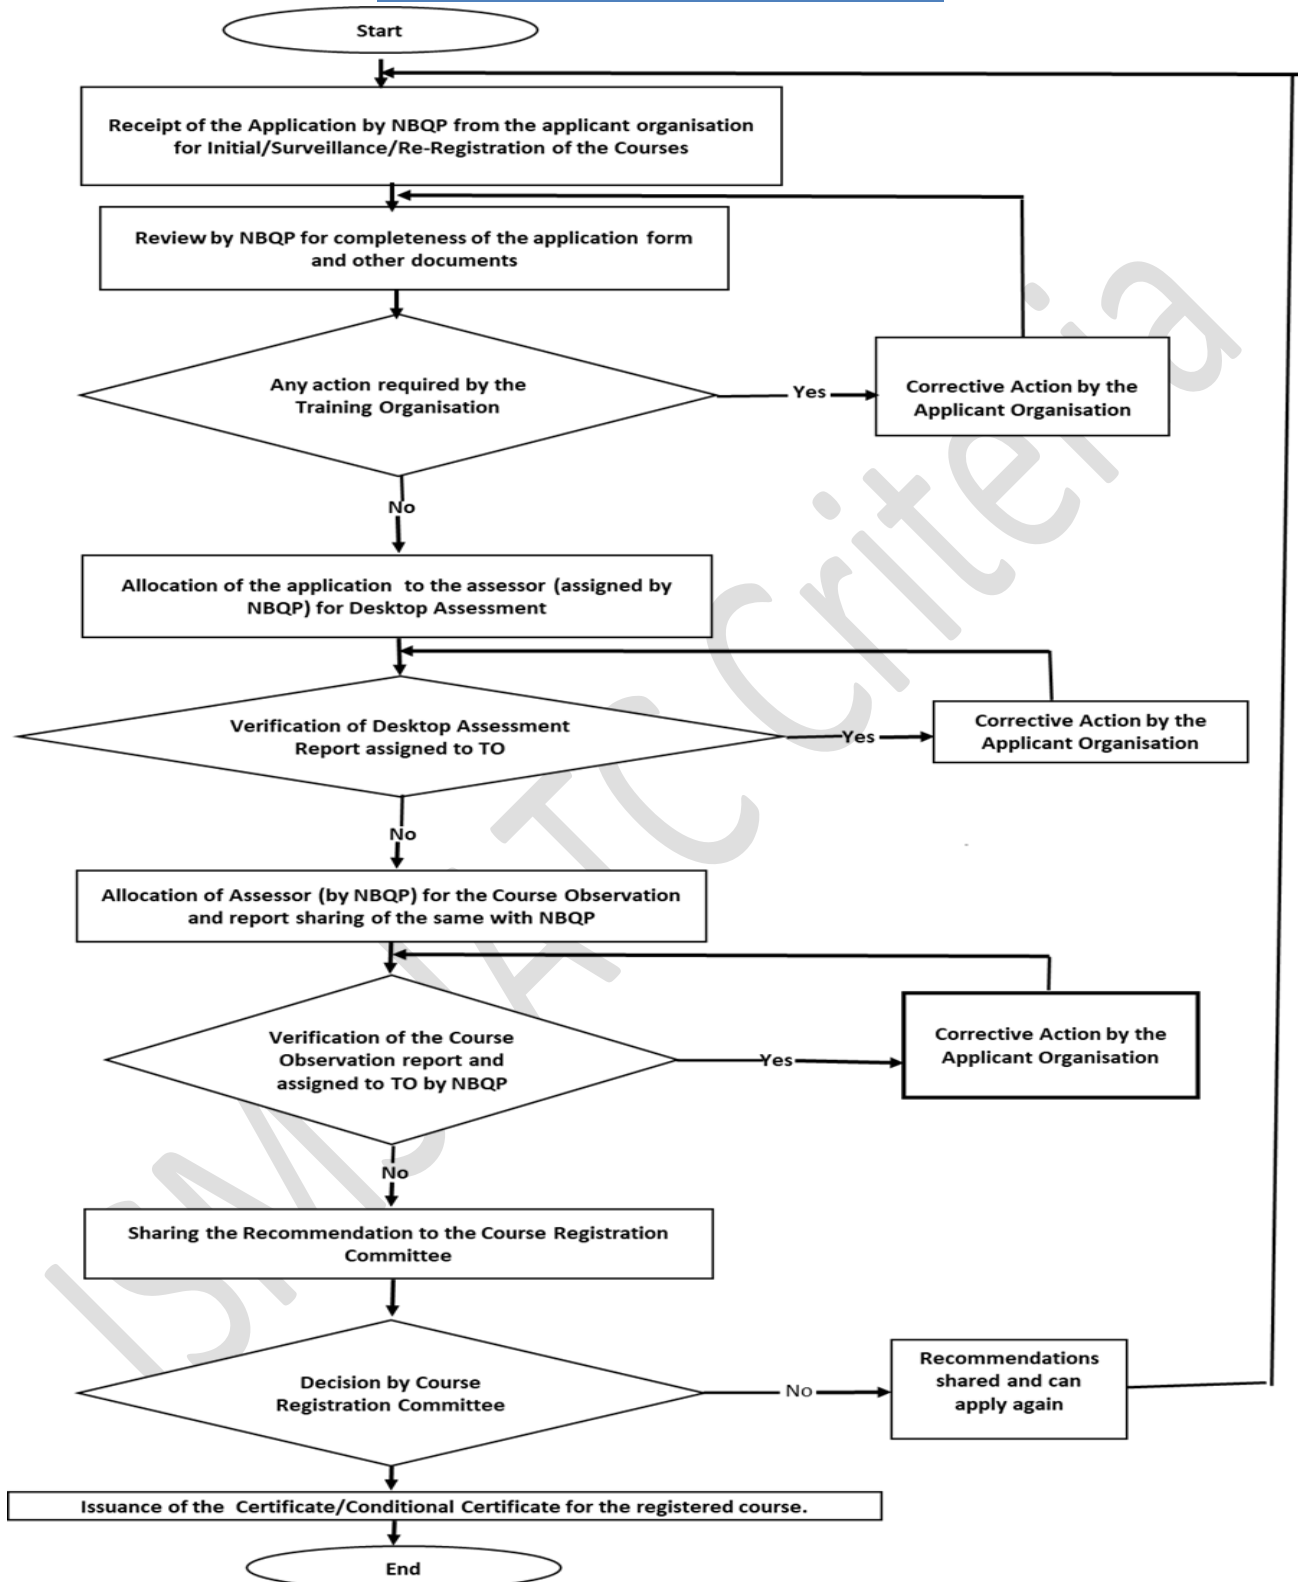 Start
Receipt of the Application by NBQP from the applicant organisation
for Initial/Surveillance/Re-Registration of the Courses
Review by NBQP for completeness of the application form
and other documents
Any action required by the
Training Organisation
Yes
Corrective Action by the
Applicant Organisation
No
Allocation of the application to the assessor (assigned by
NBQP) for Desktop Assessment
Verification of Desktop Assessment
Report assigned to TO
Yes
Corrective Action by the
Applicant Organisation
No
Allocation of Assessor (by NBQP) for the Course Observation
and report sharing of the same with NBQP
Verification of the Course
Observation report and
assigned to TO by NBQP
Yes
Corrective Action by the
Applicant Organisation
No
Sharing the Recommendation to the Course Registration
Committee
Decision by Course
Registration Committee
No
Recommendations
shared and can
apply again
Issuance of the Certificate/Conditional Certificate for the registered course.
End
TC Criteria